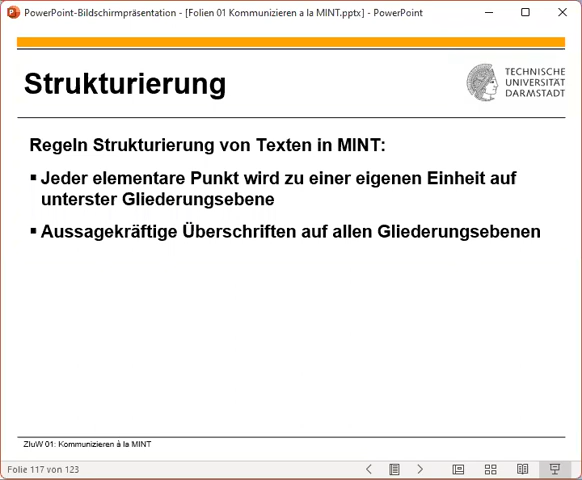 PowerPoint-Bildschirmpräsentation - [Folien 01 Kommunizieren a la MINT.pptx] - PowerPoint
Strukturierung
TECHNISCHE
UNIVERSITÄT
DARMSTADT
Regeln Strukturierung von Texten in MINT:
▪ Jeder elementare Punkt wird zu einer eigenen Einheit auf
unterster Gliederungsebene
▪ Aussagekräftige Überschriften auf allen Gliederungsebenen
ZIuW 01: Kommunizieren à la MINT
Folie 117 von 123